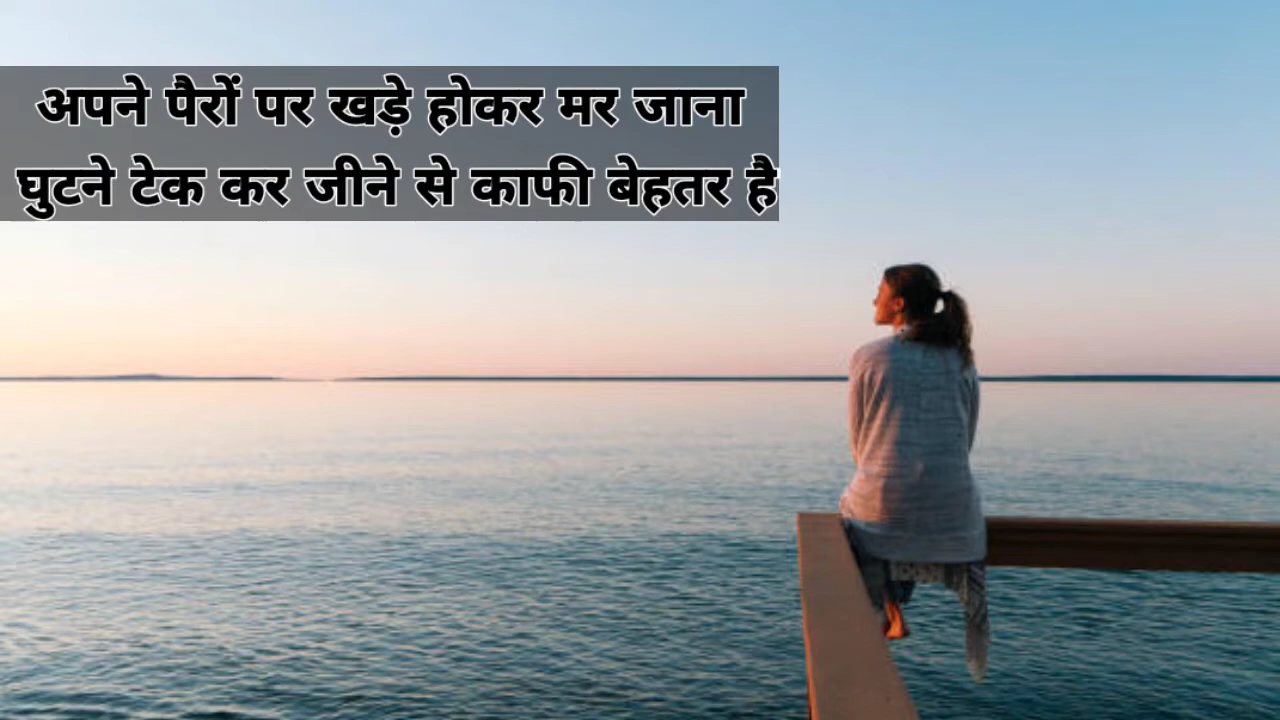 अपने पैरों पर खड़े होकर मर जाना
घुटने टेक कर जीने से काफी बेहतर है